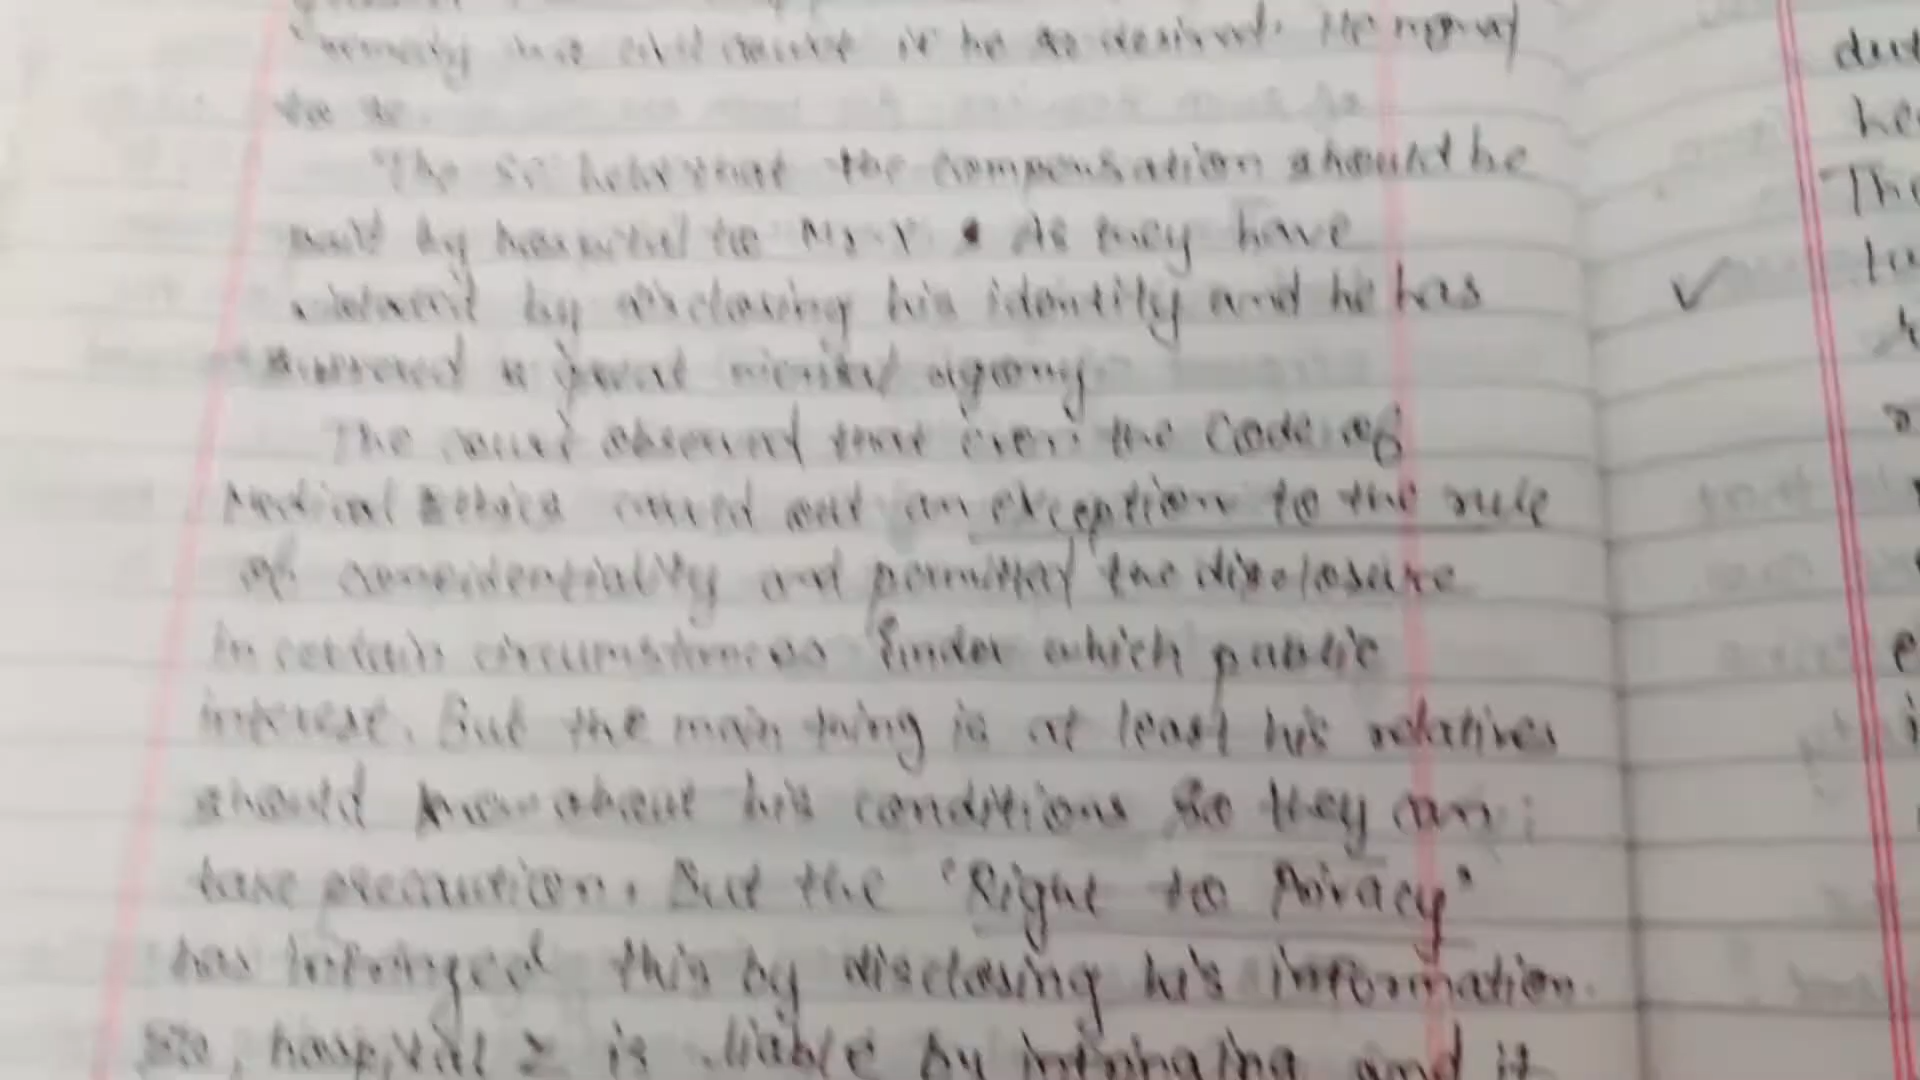 remedy in a civil court if he so desired. He may
to so.
The SC held that the compensation should be
paid by hospital to Mr. Y. As they have
violated by disclosing his identity and he has
suffered a great mental agony.
The court observed that even the Code of
Medical Ethics carved out an exception to the rule
of confidentiality and permitted the disclosure
in certain circumstances under which public
interest. But the main thing is at least his relatives
should know about his conditions so they can
take precaution. But the "Right to Privacy"
has infringed this by disclosing his information.
So, hospital Z is liable by infringing and it
e
The
he